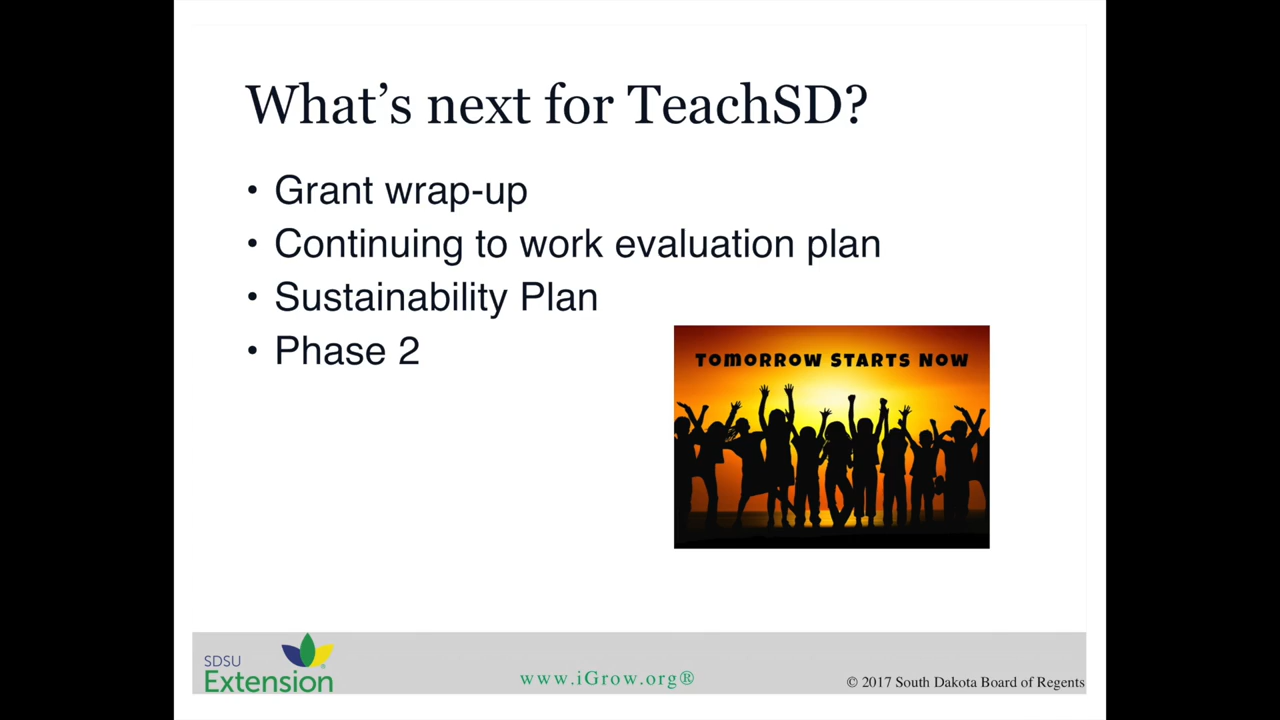 What's next for TeachSD?
• Grant wrap-up
• Continuing to work evaluation plan
• Sustainability Plan
• Phase 2
TOMORROW STARTS NOW
SDSU
Extension
www.iGrow.org®
© 2017 South Dakota Board of Regents